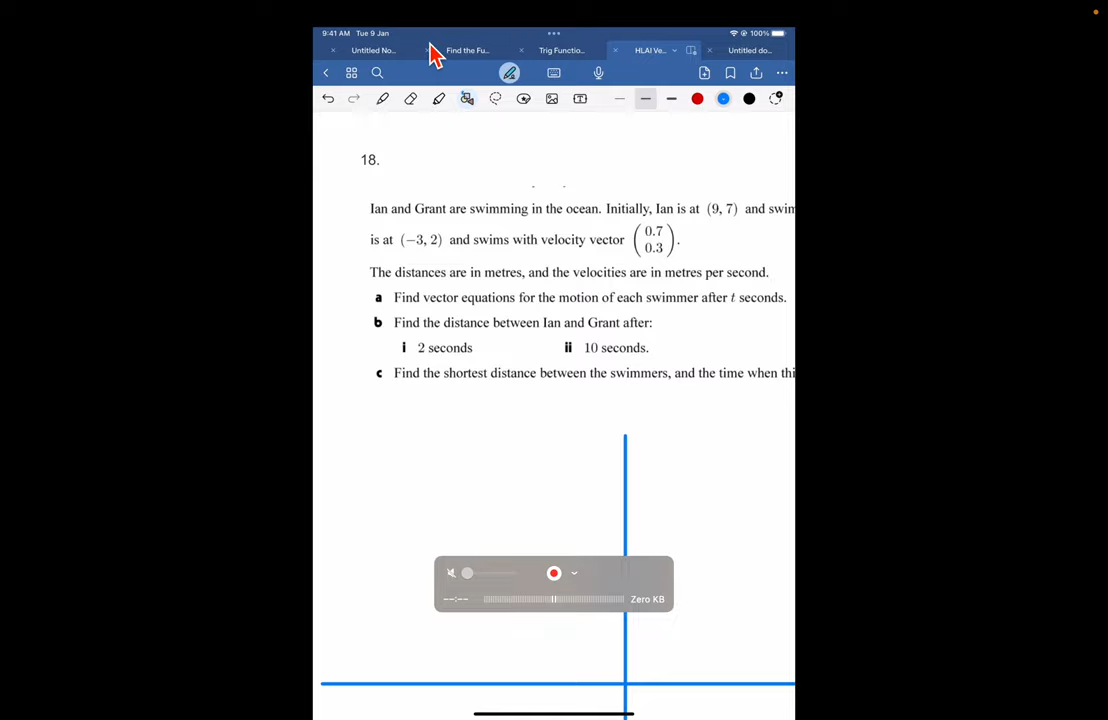 9:41 AM Tue 9 Jan
100%
Untitled No...
Find the Fu...
Trig Functio...
HLAI Ve...
Untitled do...
18.
Ian and Grant are swimming in the ocean. Initially, Ian is at (9, 7) and swim
is at (−3, 2) and swims with velocity vector (0.7
0.3).
The distances are in metres, and the velocities are in metres per second.
a Find vector equations for the motion of each swimmer after t seconds.
b Find the distance between Ian and Grant after:
i 2 seconds ii 10 seconds.
c Find the shortest distance between the swimmers, and the time when thi
--:--
Zero KB